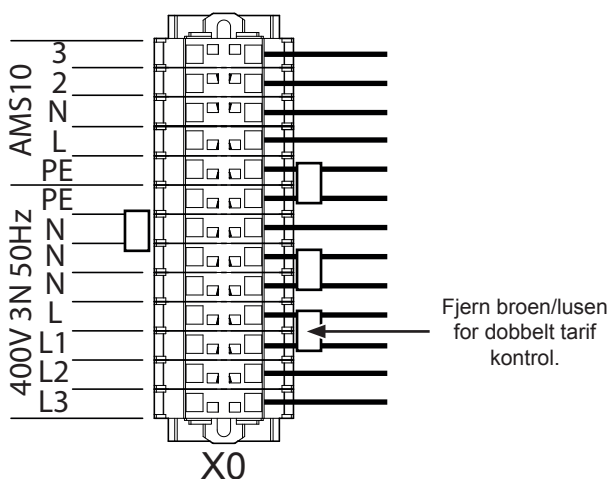 AMS10
3
2
N
L
PE
400V 3N 50Hz
PE
N
N
N
L
L1
L2
L3
Fjern broen/lusen
for dobbelt tarif
kontrol.
X0